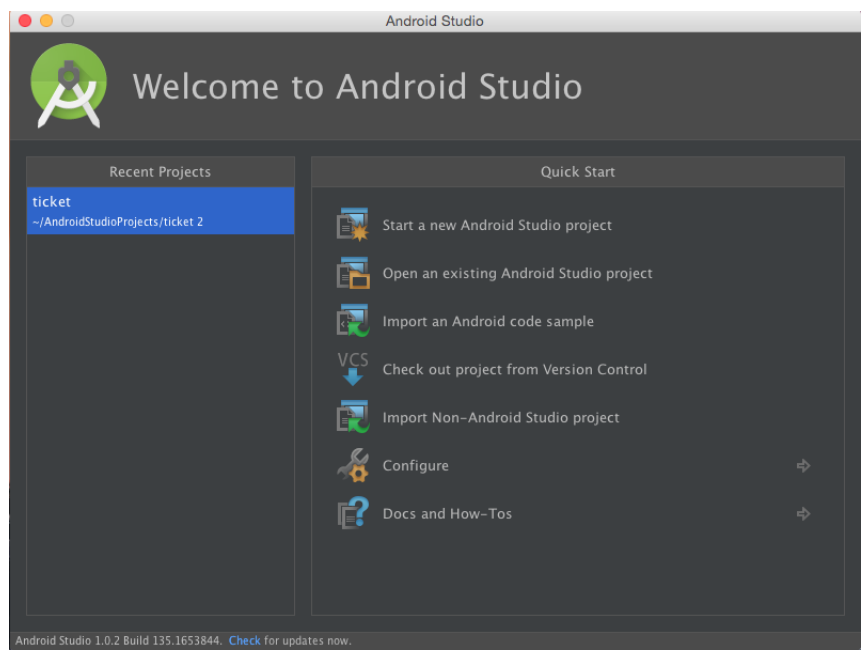 Android Studio
Welcome to Android Studio
Recent Projects
ticket
~/AndroidStudioProjects/ticket 2
Quick Start
Start a new Android Studio project
Open an existing Android Studio project
Import an Android code sample
VCS
Check out project from Version Control
Import Non-Android Studio project
Configure
Docs and How-Tos
Android Studio 1.0.2 Build 135.1653844. Check for updates now.